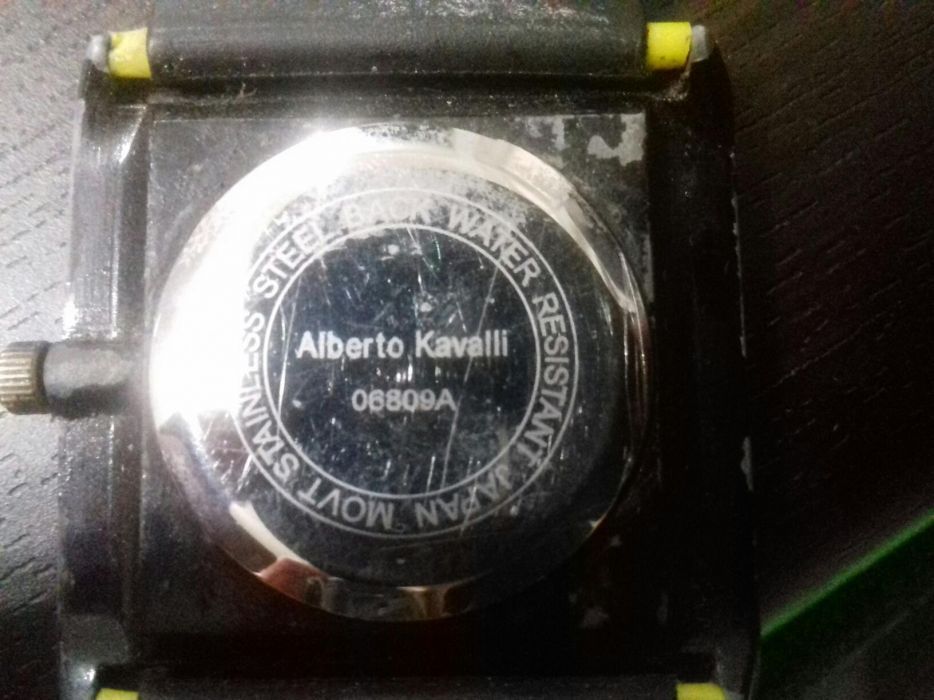 STAINLESS STEEL BACK WATER RESISTANT JAPAN MOVT
Alberto Kavalli
06809A